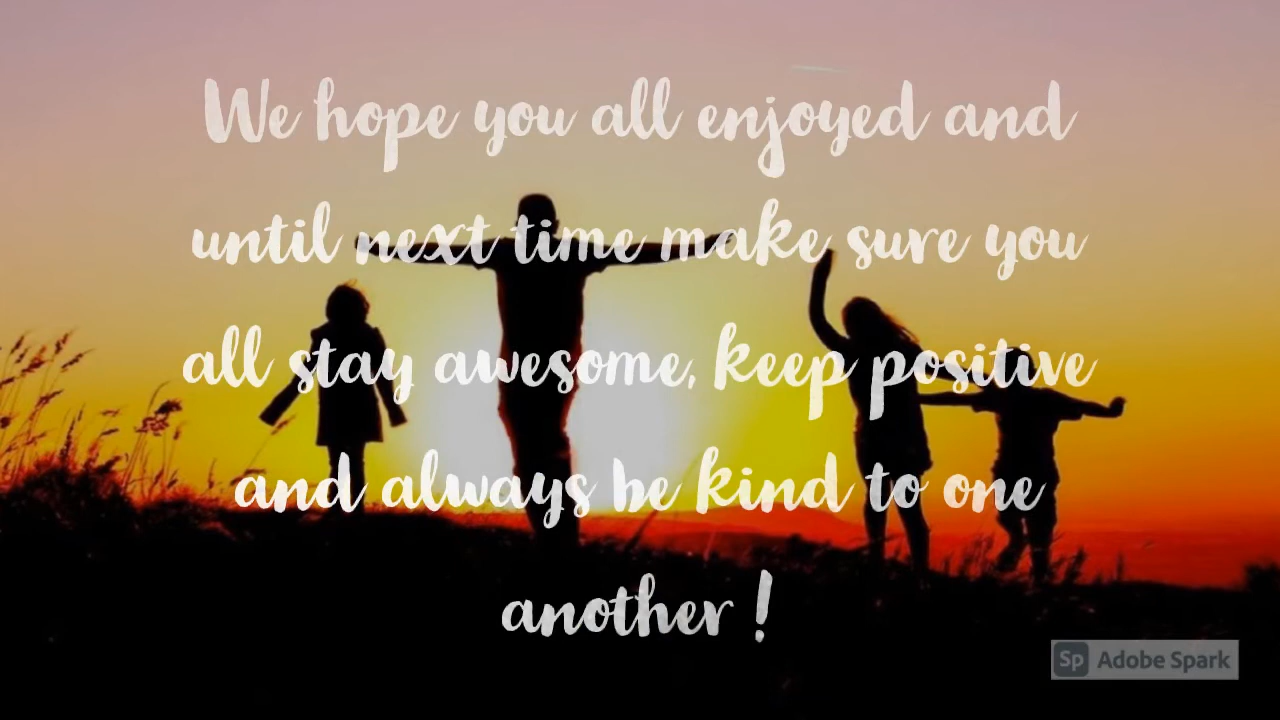 We hope you all enjoyed and
until next time make sure you
all stay awesome, keep positive
and always be kind to one
another !
Sp Adobe Spark